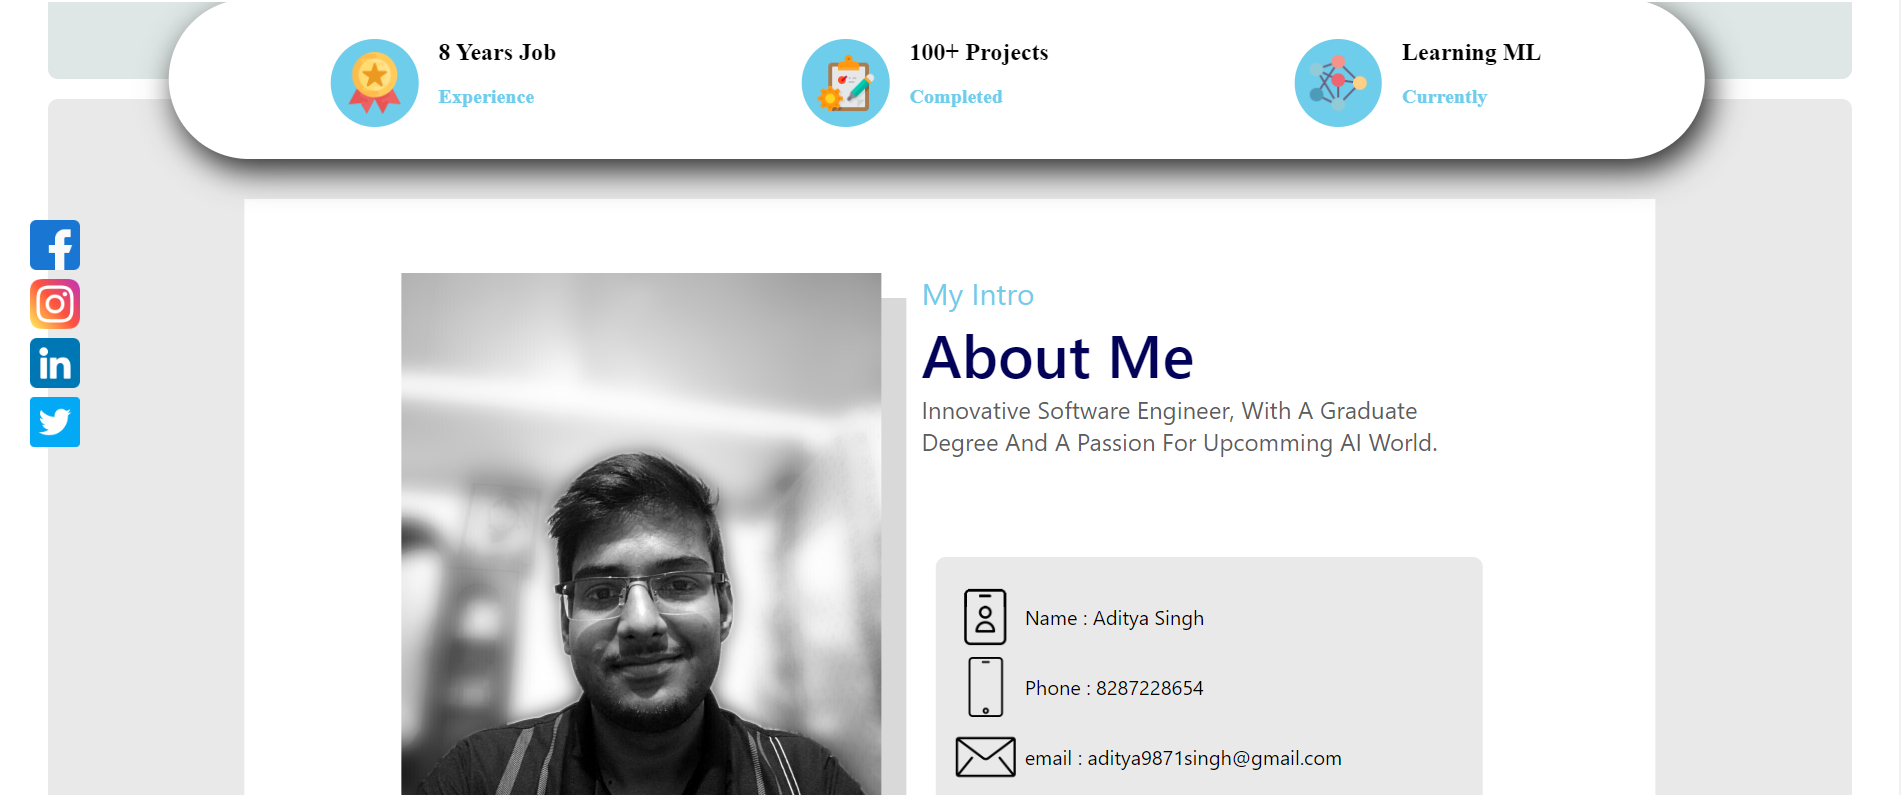 8 Years Job
Experience
100+ Projects
Completed
Learning ML
Currently
My Intro
About Me
Innovative Software Engineer, With A Graduate
Degree And A Passion For Upcomming AI World.
Name : Aditya Singh
Phone : 8287228654
email : aditya9871singh@gmail.com